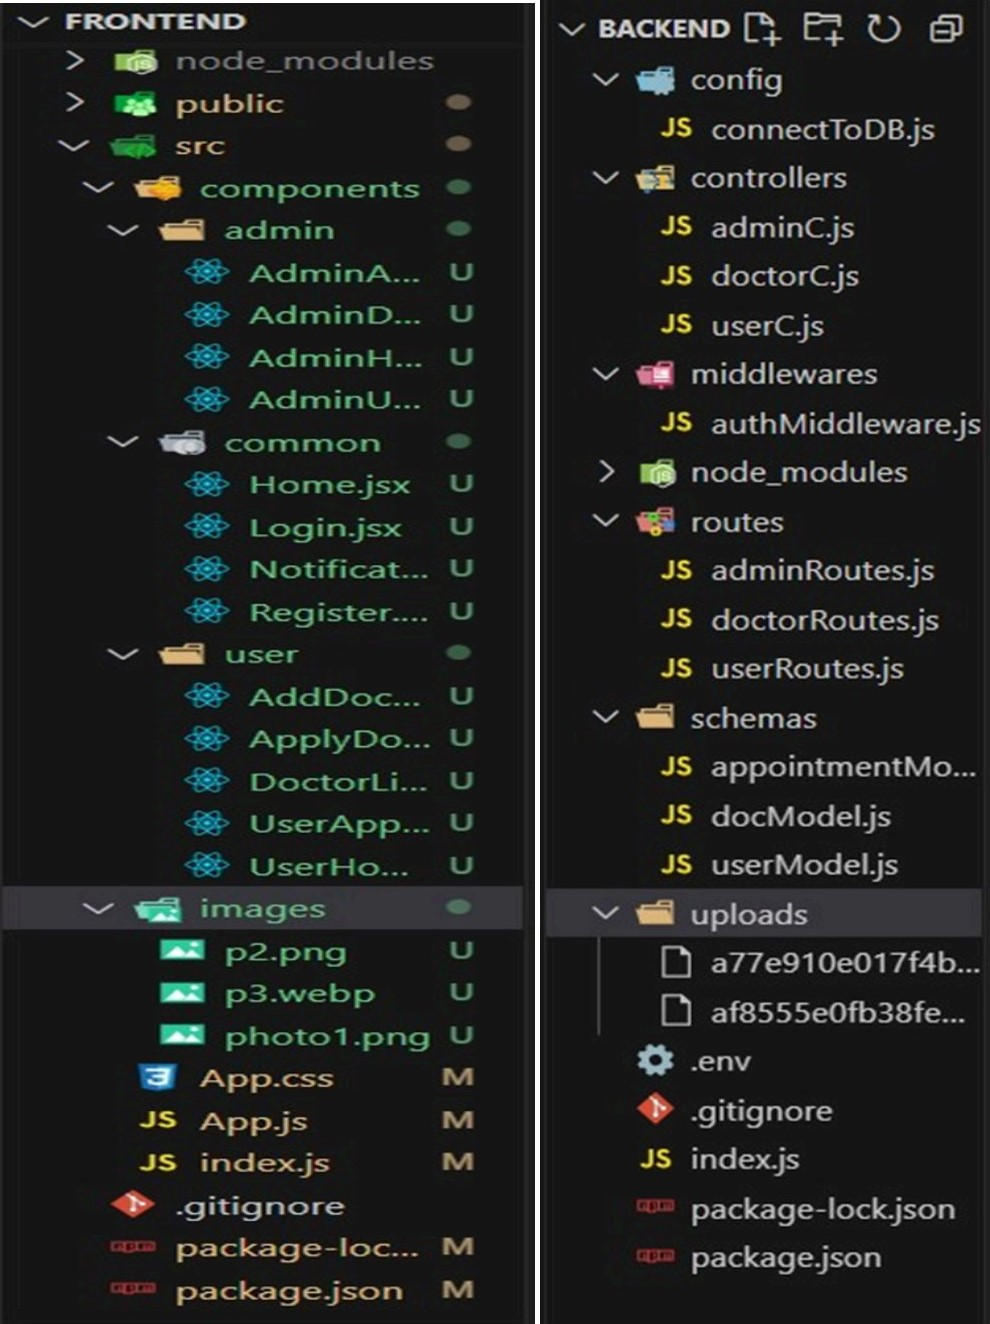 FRONTEND
node_modules
public
src
components
admin
AdminA... U
AdminD... U
AdminH... U
AdminU... U
common
Home.jsx U
Login.jsx U
Notificat... U
Register.... U
user
AddDoc... U
ApplyDo... U
DoctorLi... U
UserApp... U
UserHo... U
images
p2.png U
p3.webp U
photo1.png U
App.css M
JS App.js M
JS index.js M
.gitignore
package-loc... M
package.json M
BACKEND
config
JS connectToDB.js
controllers
JS adminC.js
JS doctorC.js
JS userC.js
middlewares
JS authMiddleware.js
node_modules
routes
JS adminRoutes.js
JS doctorRoutes.js
JS userRoutes.js
schemas
JS appointmentMo...
JS docModel.js
JS userModel.js
uploads
a77e910e017f4b...
af8555e0fb38fe...
.env
.gitignore
JS index.js
package-lock.json
package.json